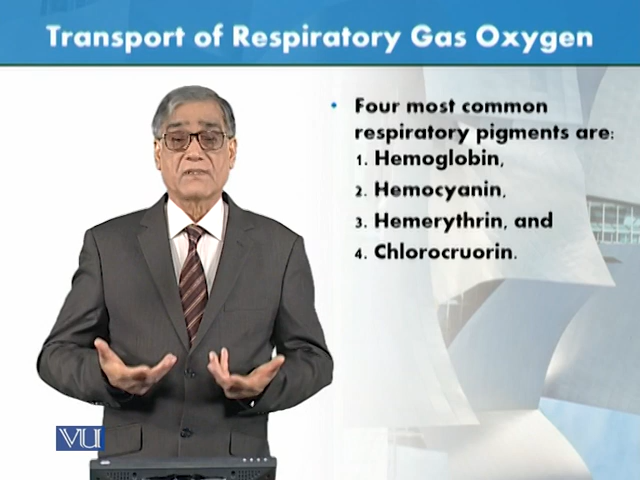 Transport of Respiratory Gas Oxygen
• Four most common
respiratory pigments are:
1. Hemoglobin,
2. Hemocyanin,
3. Hemerythrin, and
4. Chlorocruorin.
VU